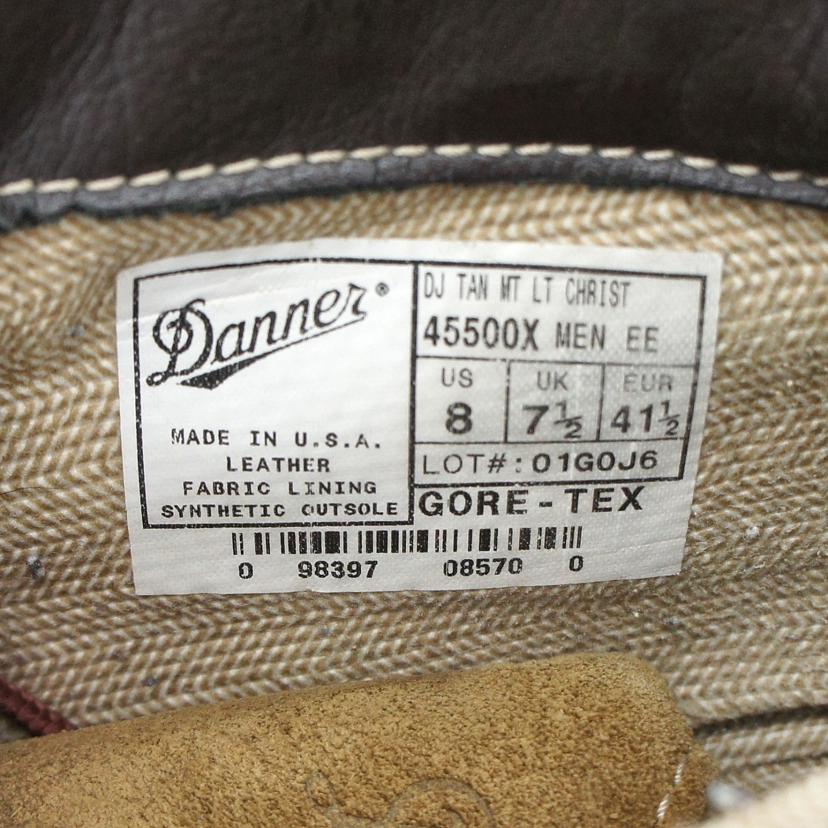 Danner®
MADE IN U.S.A.
LEATHER
FABRIC LINING
SYNTHETIC OUTSOLE
DJ TAN MT LT CHRIST
45500X MEN EE
US UK EUR
8 7½ 41½
LOT#: 01G0J6
GORE-TEX
0 98397 08570 0